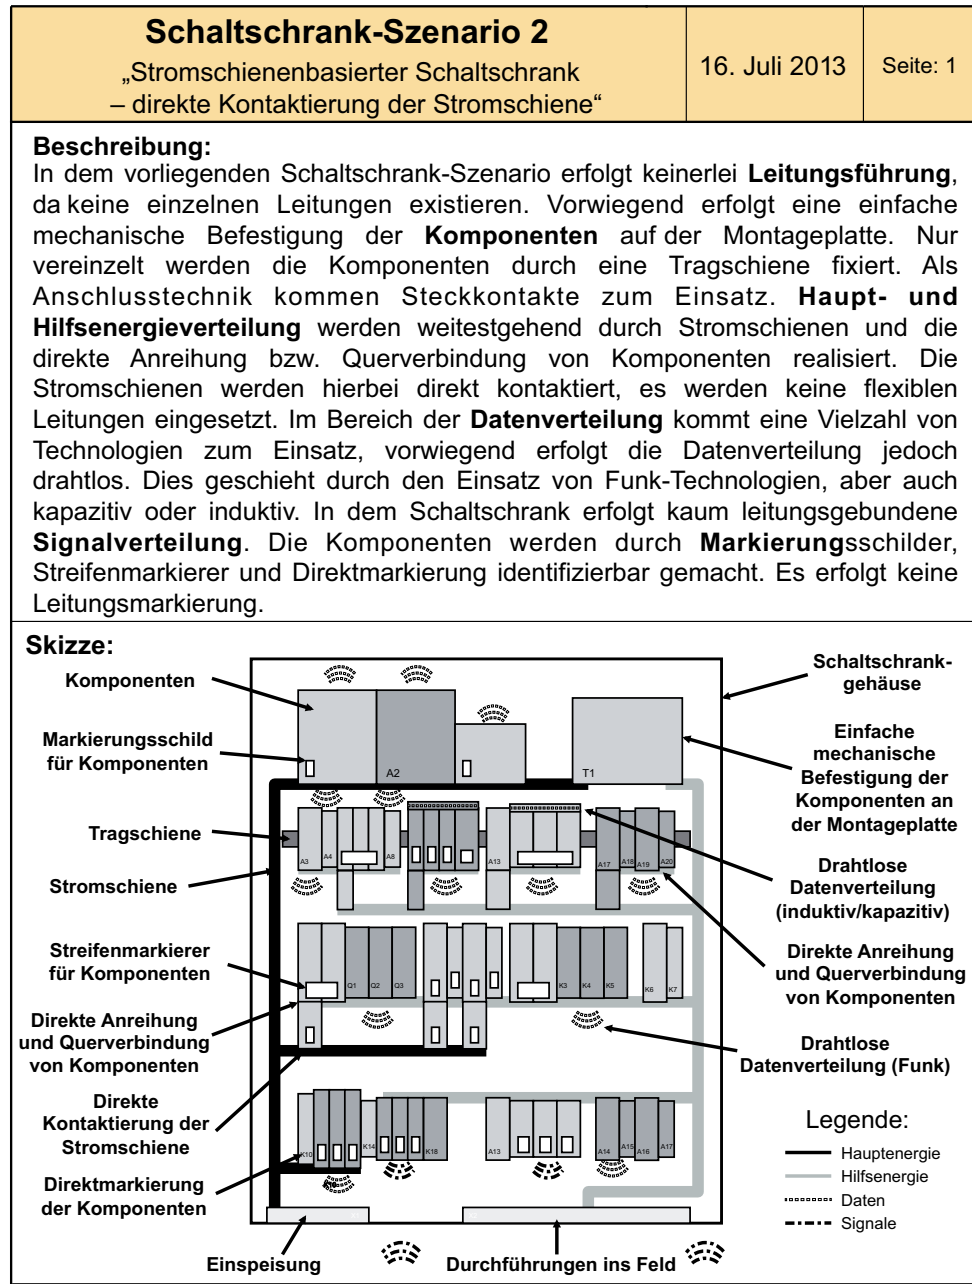 Schaltschrank-Szenario 2
„Stromschienenbasierter Schaltschrank
– direkte Kontaktierung der Stromschiene“
16. Juli 2013
Seite: 1
Beschreibung:
In dem vorliegenden Schaltschrank-Szenario erfolgt keinerlei Leitungsführung,
da keine einzelnen Leitungen existieren. Vorwiegend erfolgt eine einfache
mechanische Befestigung der Komponenten auf der Montageplatte. Nur
vereinzelt werden die Komponenten durch eine Tragschiene fixiert. Als
Anschlusstechnik kommen Steckkontakte zum Einsatz. Haupt- und
Hilfsenergieverteilung werden weitestgehend durch Stromschienen und die
direkte Anreihung bzw. Querverbindung von Komponenten realisiert. Die
Stromschienen werden hierbei direkt kontaktiert, es werden keine flexiblen
Leitungen eingesetzt. Im Bereich der Datenverteilung kommt eine Vielzahl von
Technologien zum Einsatz, vorwiegend erfolgt die Datenverteilung jedoch
drahtlos. Dies geschieht durch den Einsatz von Funk-Technologien, aber auch
kapazitiv oder induktiv. In dem Schaltschrank erfolgt kaum leitungsgebundene
Signalverteilung. Die Komponenten werden durch Markierungsschilder,
Streifenmarkierer und Direktmarkierung identifizierbar gemacht. Es erfolgt keine
Leitungsmarkierung.
Skizze:
Komponenten
Markierungsschild
für Komponenten
Tragschiene
Stromschiene
Streifenmarkierer
für Komponenten
Direkte Anreihung
und Querverbindung
von Komponenten
Direkte
Kontaktierung der
Stromschiene
Direktmarkierung
der Komponenten
Einspeisung
A2
T1
A3 A4 A8 A13 A17 A18 A19 A20
Q1 Q2 Q3 K3 K4 K5 K6 K7
K10 K14 K18 A13 A14 A15 A16 A17
Durchführungen ins Feld
Schaltschrank-
gehäuse
Einfache
mechanische
Befestigung der
Komponenten an
der Montageplatte
Drahtlose
Datenverteilung
(induktiv/kapazitiv)
Direkte Anreihung
und Querverbindung
von Komponenten
Drahtlose
Datenverteilung (Funk)
Legende:
Hauptenergie
Hilfsenergie
Daten
Signale